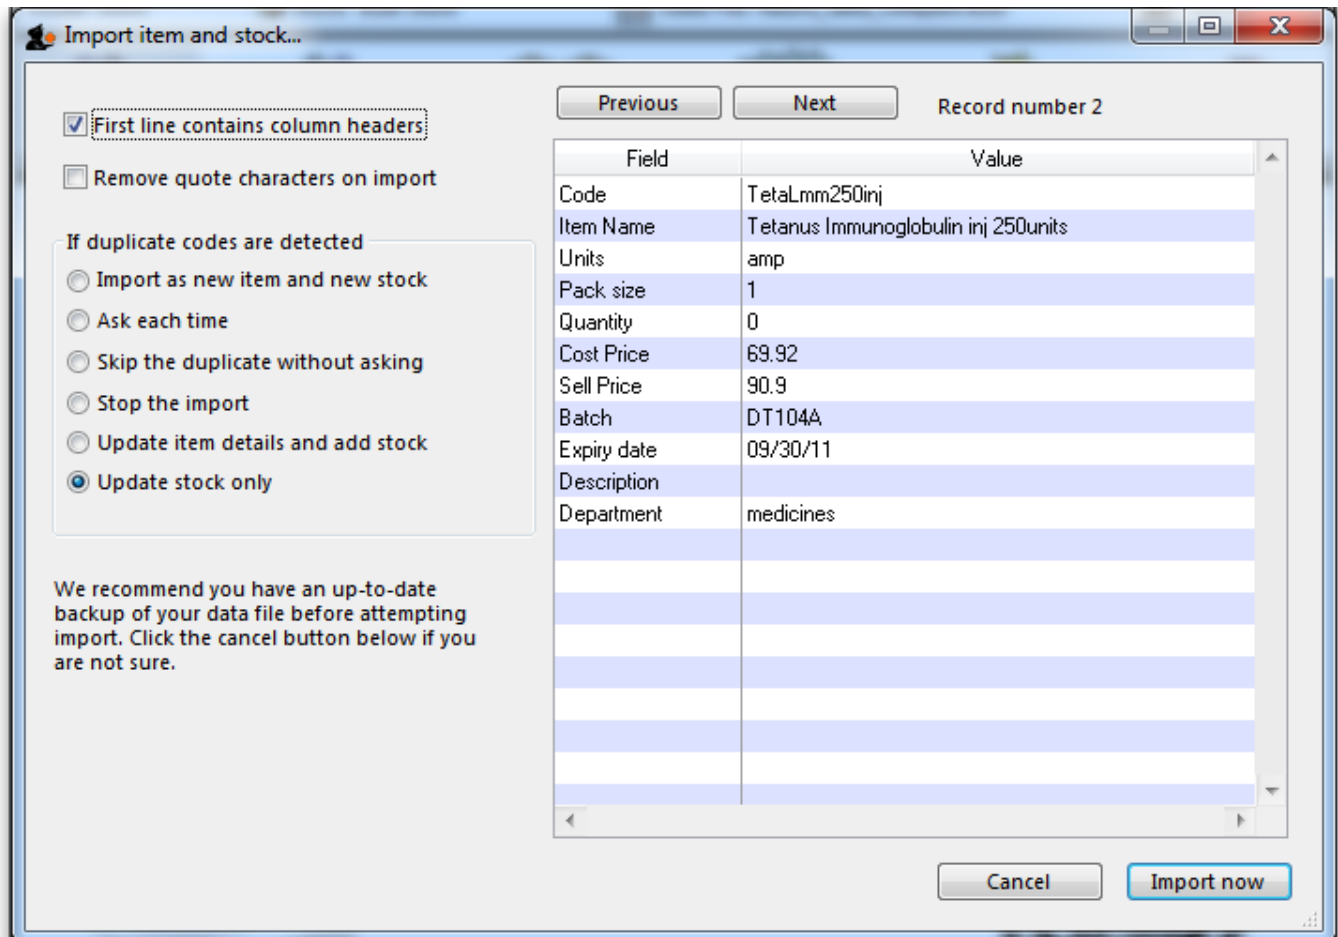 Import item and stock...
First line contains column headers
Remove quote characters on import
If duplicate codes are detected
Import as new item and new stock
Ask each time
Skip the duplicate without asking
Stop the import
Update item details and add stock
Update stock only
We recommend you have an up-to-date
backup of your data file before attempting
import. Click the cancel button below if you
are not sure.
Previous Next Record number 2
Field Value
Code TetaLmm250inj
Item Name Tetanus Immunoglobulin inj 250units
Units amp
Pack size 1
Quantity 0
Cost Price 69.92
Sell Price 90.9
Batch DT104A
Expiry date 09/30/11
Description
Department medicines
Cancel Import now